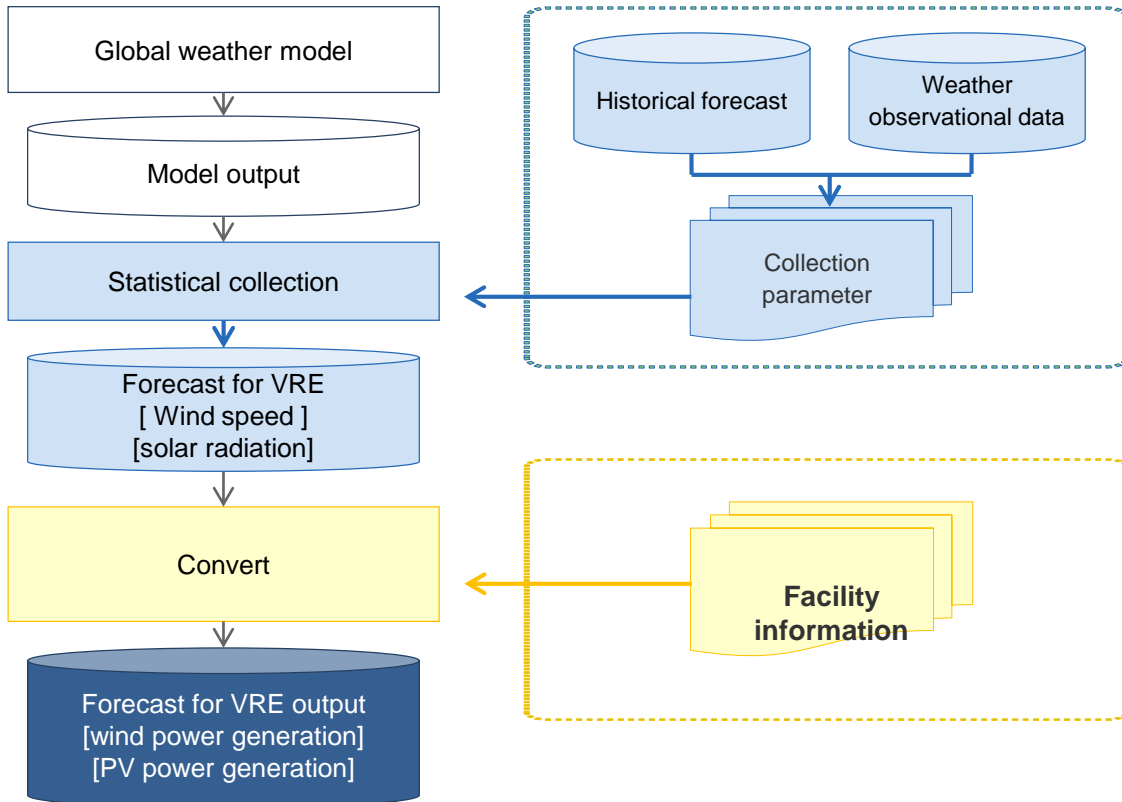 Global weather model
Model output
Statistical collection
Forecast for VRE
[ Wind speed ]
[solar radiation]
Convert
Forecast for VRE output
[wind power generation]
[PV power generation]
Historical forecast
Weather
observational data
Collection
parameter
Facility
information